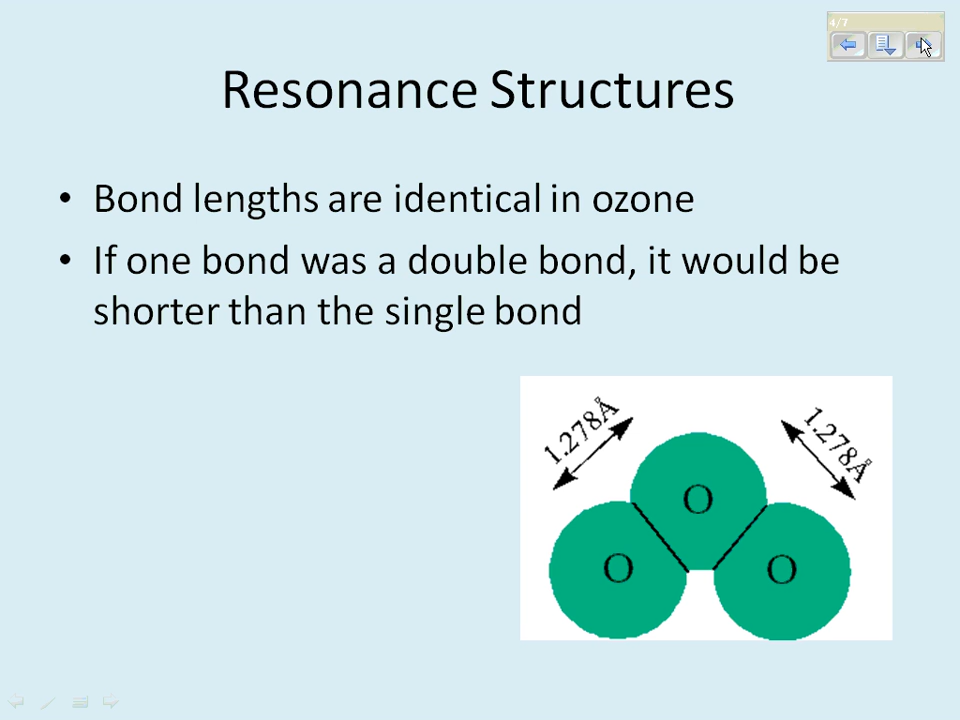 4/7
Resonance Structures
• Bond lengths are identical in ozone
• If one bond was a double bond, it would be
shorter than the single bond
1.278Å
1.278Å
O
O
O